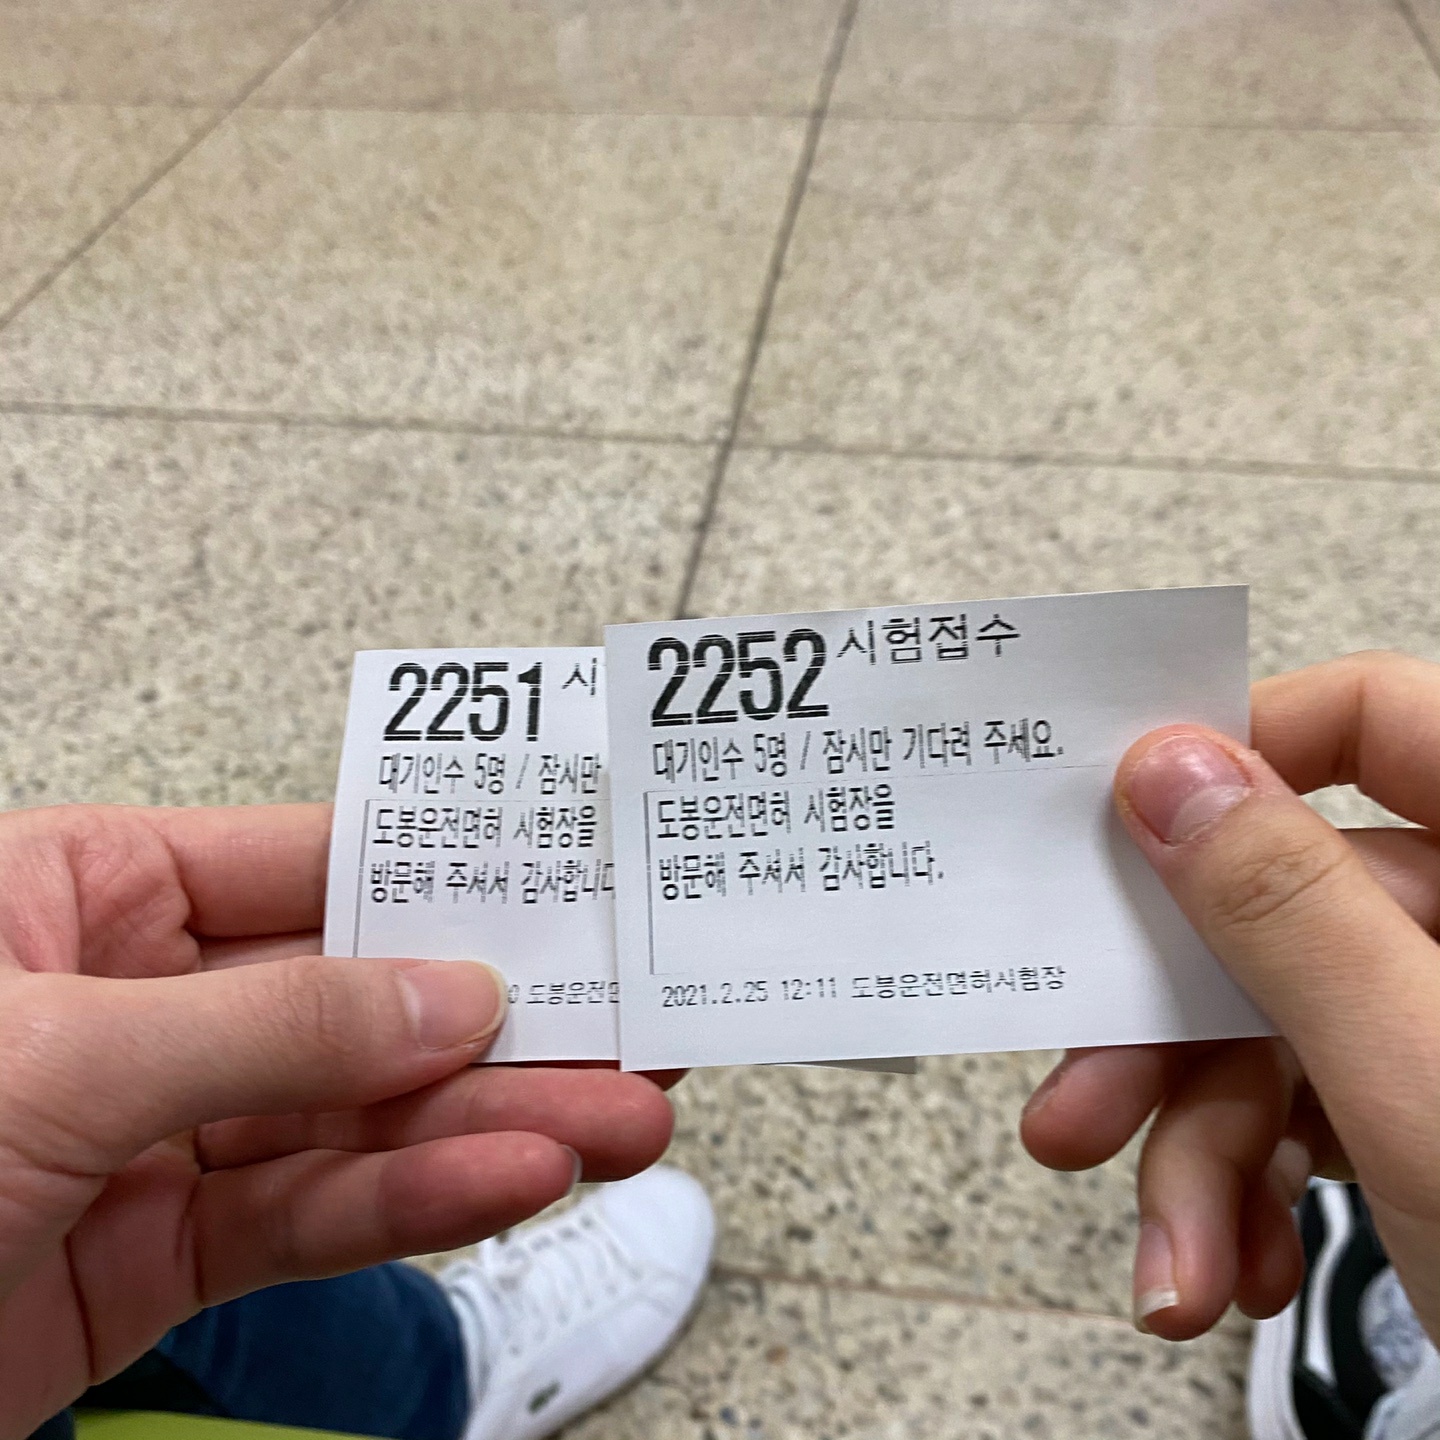 2251
대기인수 5명 / 잠시만
도봉운전면허 시험장을
방문해 주셔서 감사합니다
0 도봉운전면
2252 시험접수
대기인수 5명 / 잠시만 기다려 주세요.
도봉운전면허 시험장을
방문해 주셔서 감사합니다.
2021.2.25 12:11 도봉운전면허시험장